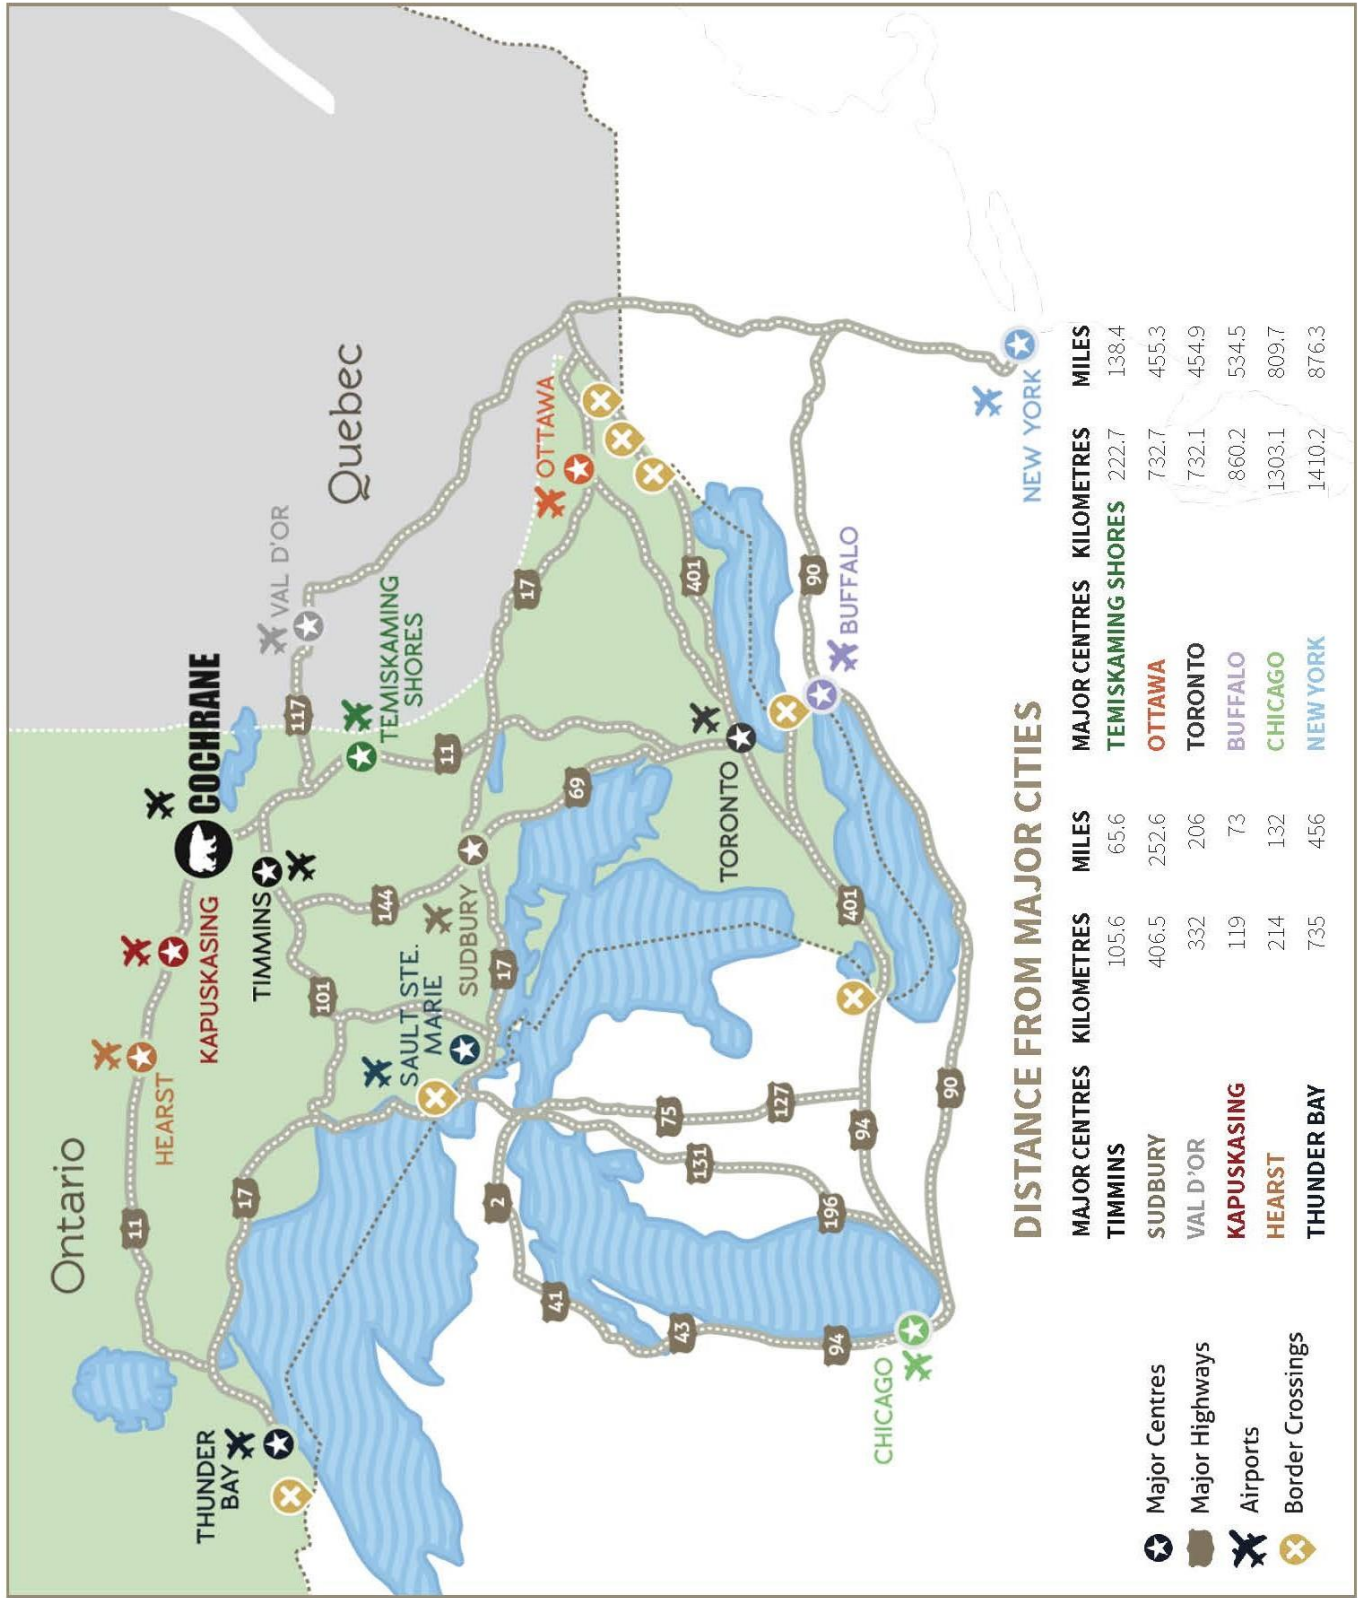 Ontario
Quebec
COCHRANE
VAL D'OR
HEARST
KAPUSKASING
TIMMINS
TEMISKAMING
SHORES
THUNDER
BAY
SAULT STE.
MARIE
SUDBURY
OTTAWA
TORONTO
BUFFALO
NEW YORK
CHICAGO
11
17
101
144
117
11
17
69
17
401
401
90
90
2
41
43
94
131
196
75
127
94
DISTANCE FROM MAJOR CITIES
MAJOR CENTRES KILOMETRES MILES MAJOR CENTRES KILOMETRES MILES
TIMMINS 105.6 65.6 TEMISKAMING SHORES 222.7 138.4
SUDBURY 406.5 252.6 OTTAWA 732.7 455.3
VAL D'OR 332 206 TORONTO 732.1 454.9
KAPUSKASING 119 73 BUFFALO 860.2 534.5
HEARST 214 132 CHICAGO 1303.1 809.7
THUNDER BAY 735 456 NEW YORK 1410.2 876.3
Major Centres
Major Highways
Airports
Border Crossings